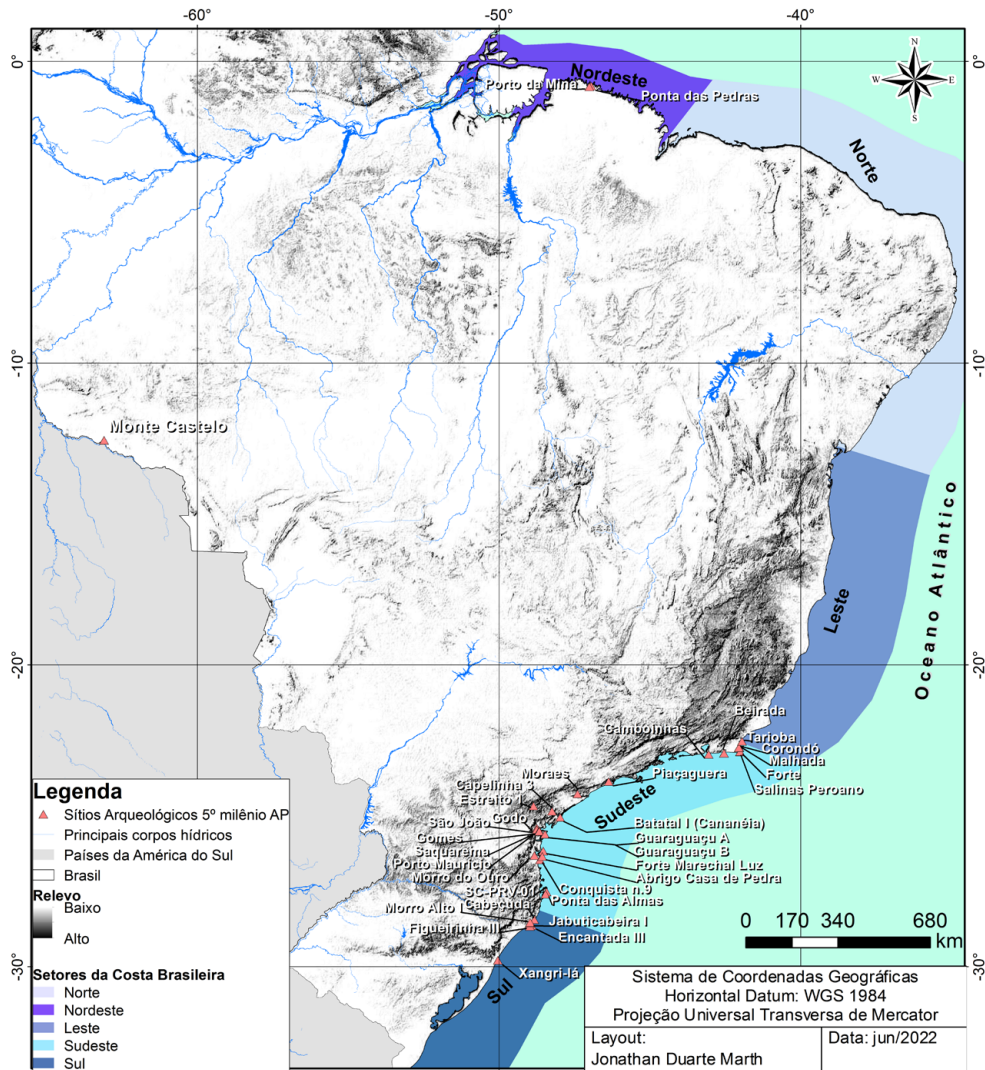 -60°
-50°
-40°
0°
0°
N
W
E
S
Nordeste
Porto da Mina
Ponta das Pedras
Norte
-10°
-10°
Monte Castelo
Oceano Atlântico
Leste
-20°
-20°
Beirada
Camboinhas
Tarioba
Corondó
Malhada
Forte
Salinas Peroano
Moraes
Piaçaguera
Capelinha 3
Estreito 1
Sudeste
Godo
São João
Batatal I (Cananéia)
Gomes
Guaraguaçu A
Saquarema
Guaraguaçu B
Porto Maurício
Forte Marechal Luz
Morro do Ouro
Abrigo Casa de Pedra
SC-PRV-01
Conquista n.9
Cabeçuda
Ponta das Almas
Morro Alto I
Jabuticabeira I
Figueirinha III
Encantada III
-30°
-30°
Xangri-lá
Sul
Legenda
Sítios Arqueológicos 5º milênio AP
Principais corpos hídricos
Países da América do Sul
Brasil
Relevo
Baixo
Alto
Setores da Costa Brasileira
Norte
Nordeste
Leste
Sudeste
Sul
0 170 340 680
km
Sistema de Coordenadas Geográficas
Horizontal Datum: WGS 1984
Projeção Universal Transversa de Mercator
Layout:
Jonathan Duarte Marth
Data: jun/2022